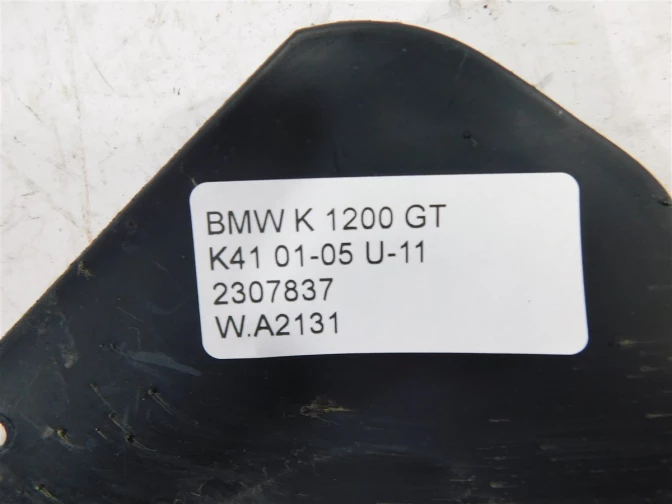 BMW K 1200 GT
K41 01-05 U-11
2307837
W.A2131